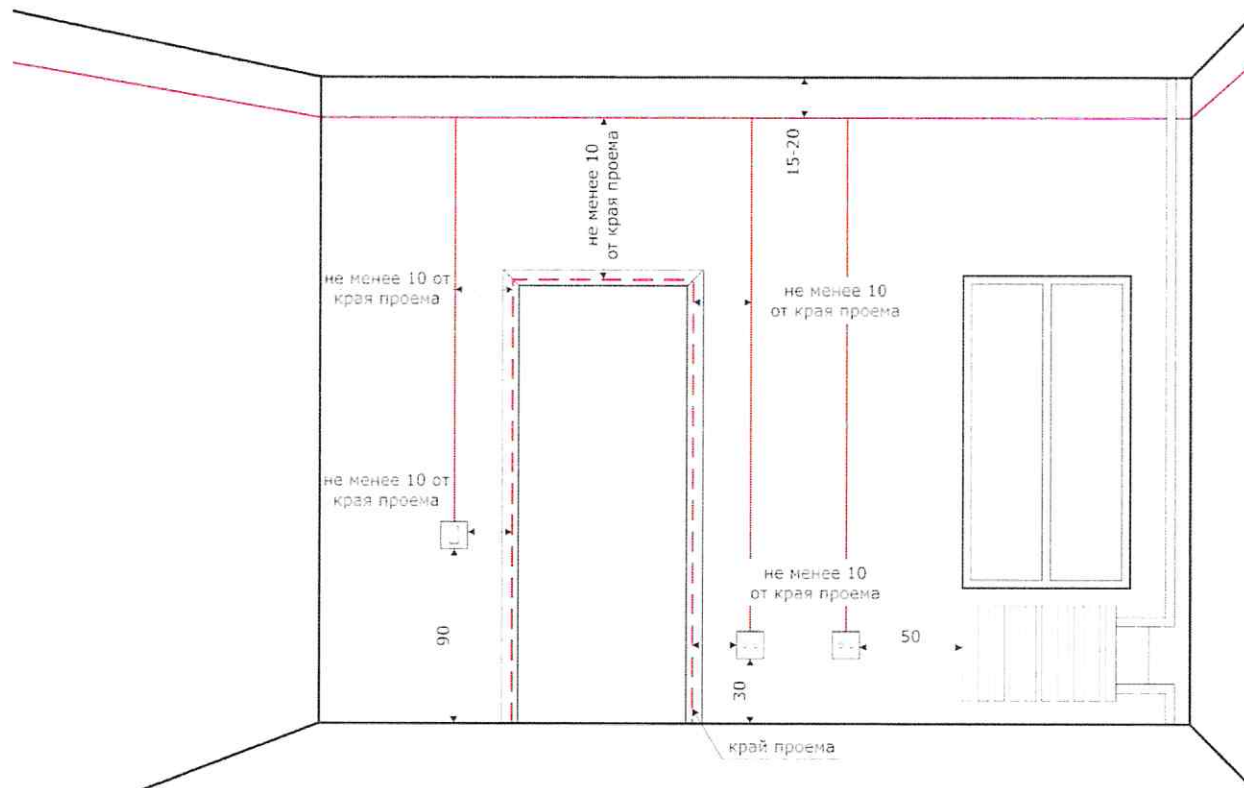 15-20
не менее 10
от края проема
не менее 10 от
края проема
не менее 10
от края проема
не менее 10 от
края проема
не менее 10
от края проема
90
50
30
край проема